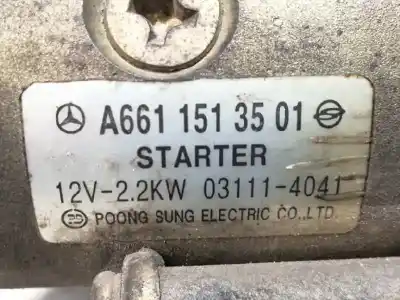 A661 151 35 01
STARTER
12V-2.2KW 03111-4041
POONG SUNG ELECTRIC CO., LTD.